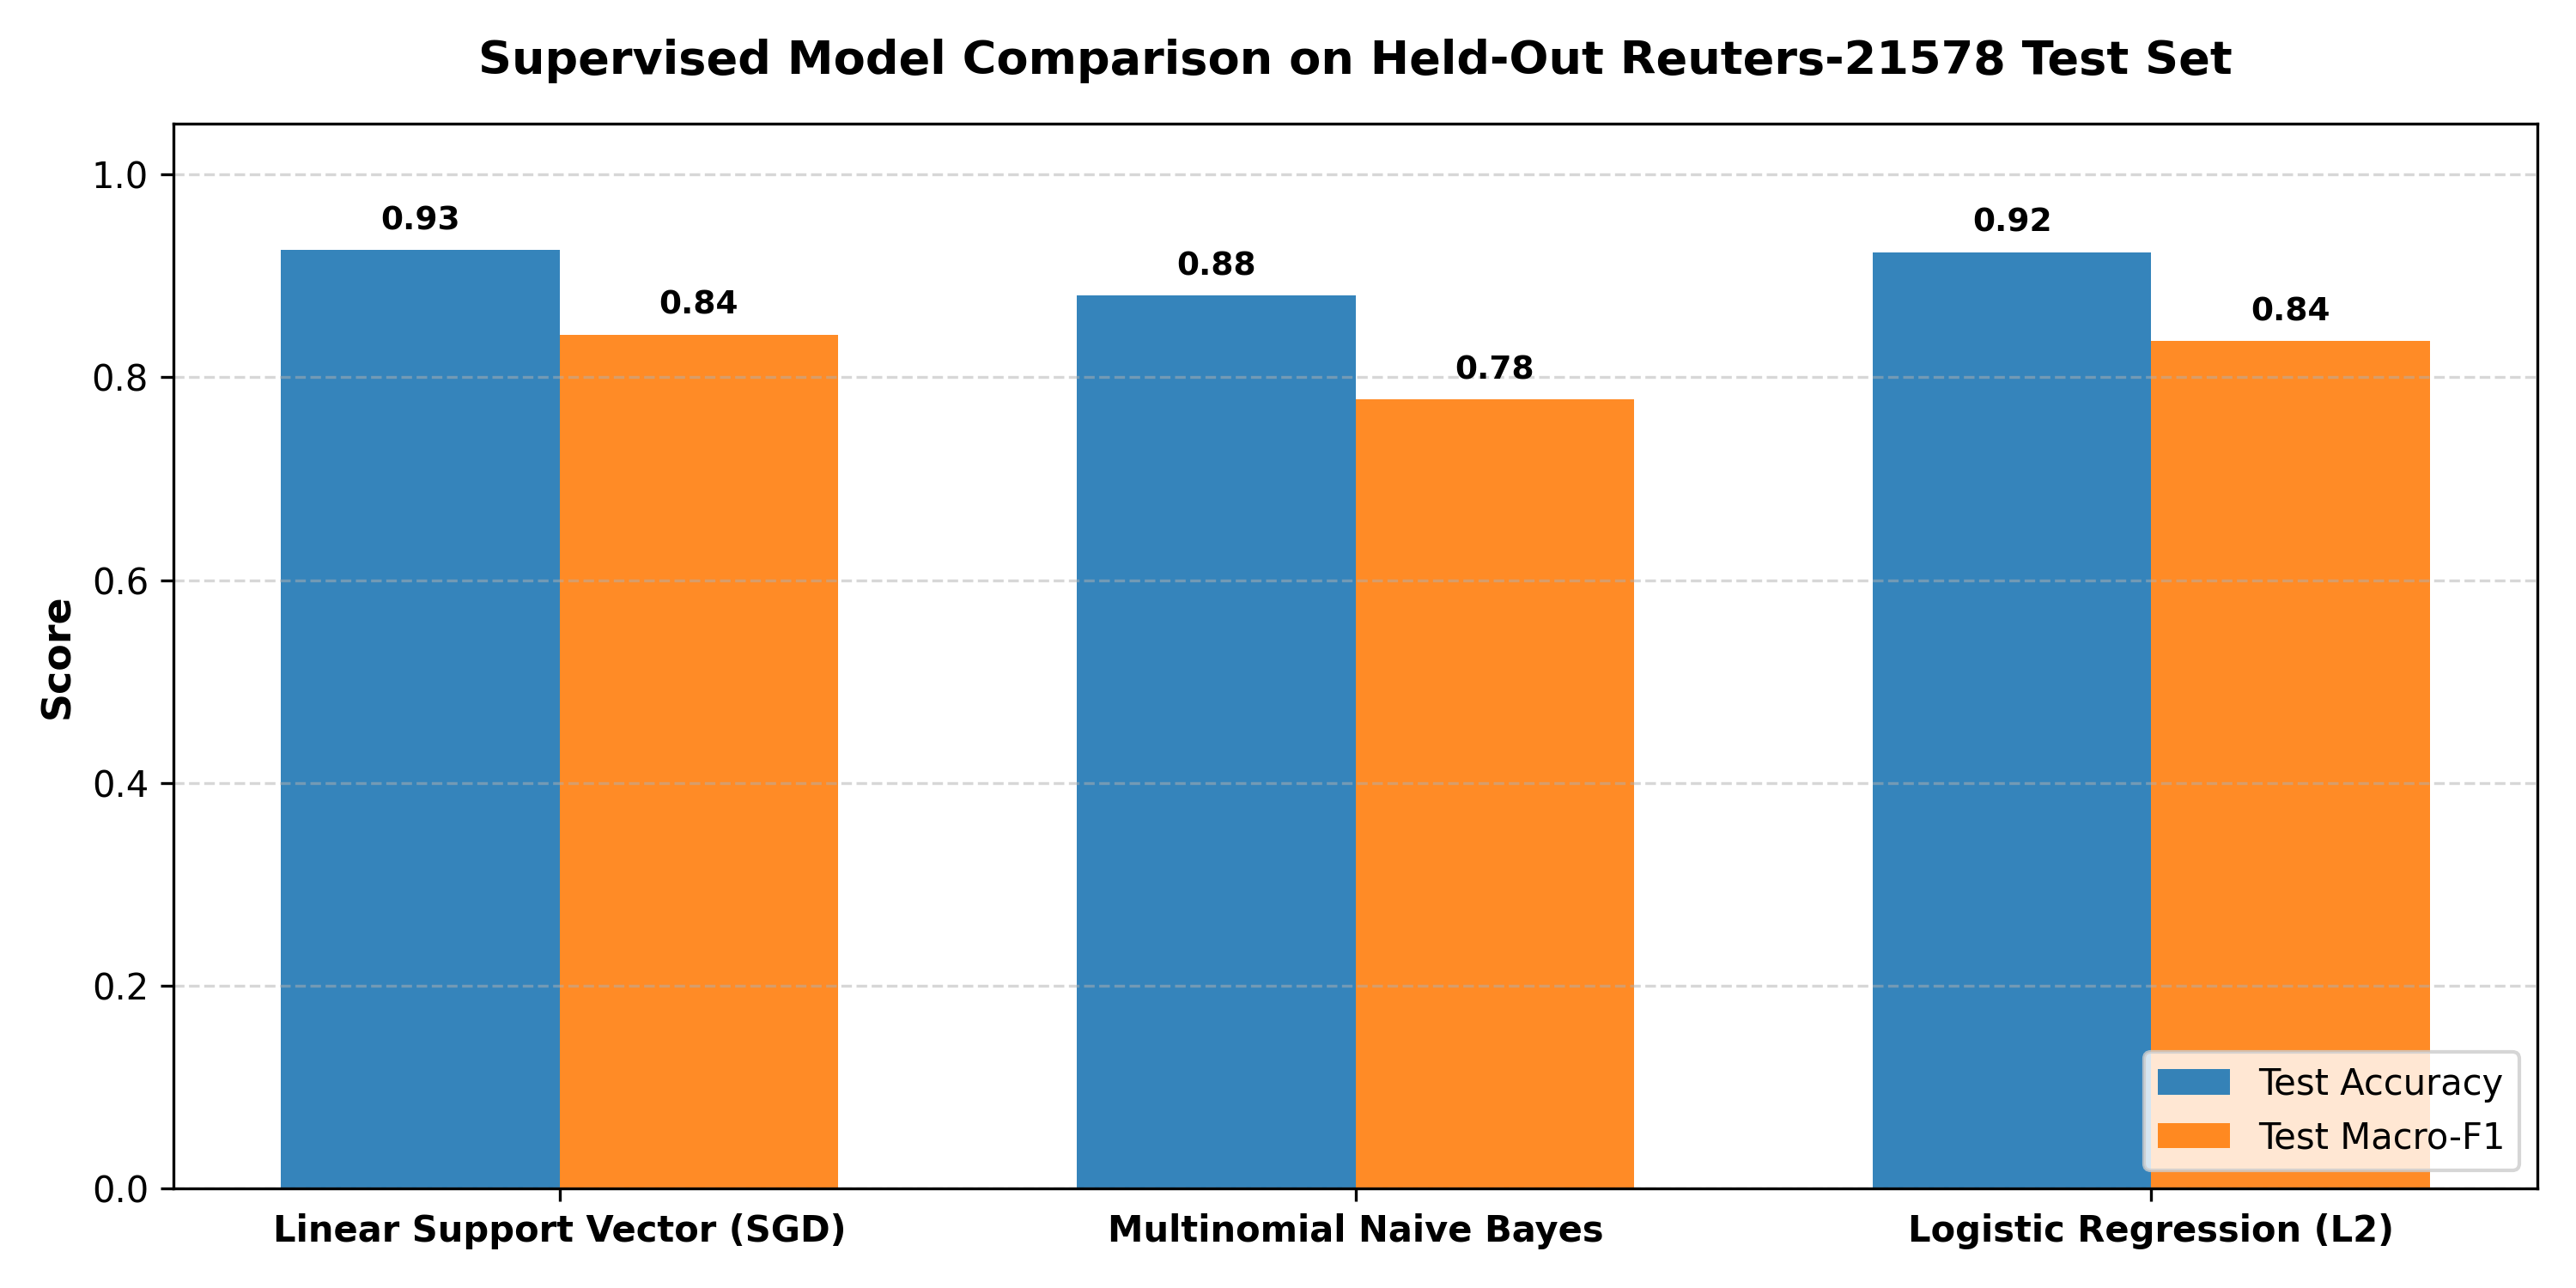 Supervised Model Comparison on Held-Out Reuters-21578 Test Set
Score
1.0
0.8
0.6
0.4
0.2
0.0
0.93
0.84
0.88
0.78
0.92
0.84
Linear Support Vector (SGD)
Multinomial Naive Bayes
Logistic Regression (L2)
Test Accuracy
Test Macro-F1